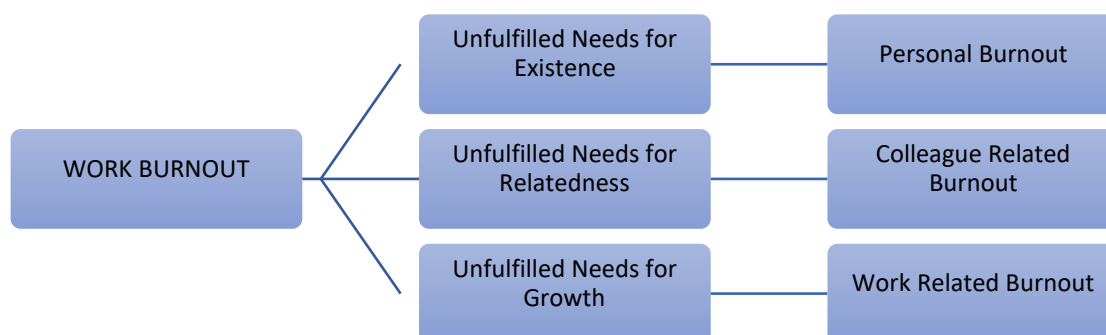 Unfulfilled Needs for
Existence
Personal Burnout
WORK BURNOUT
Unfulfilled Needs for
Relatedness
Colleague Related
Burnout
Unfulfilled Needs for
Growth
Work Related Burnout